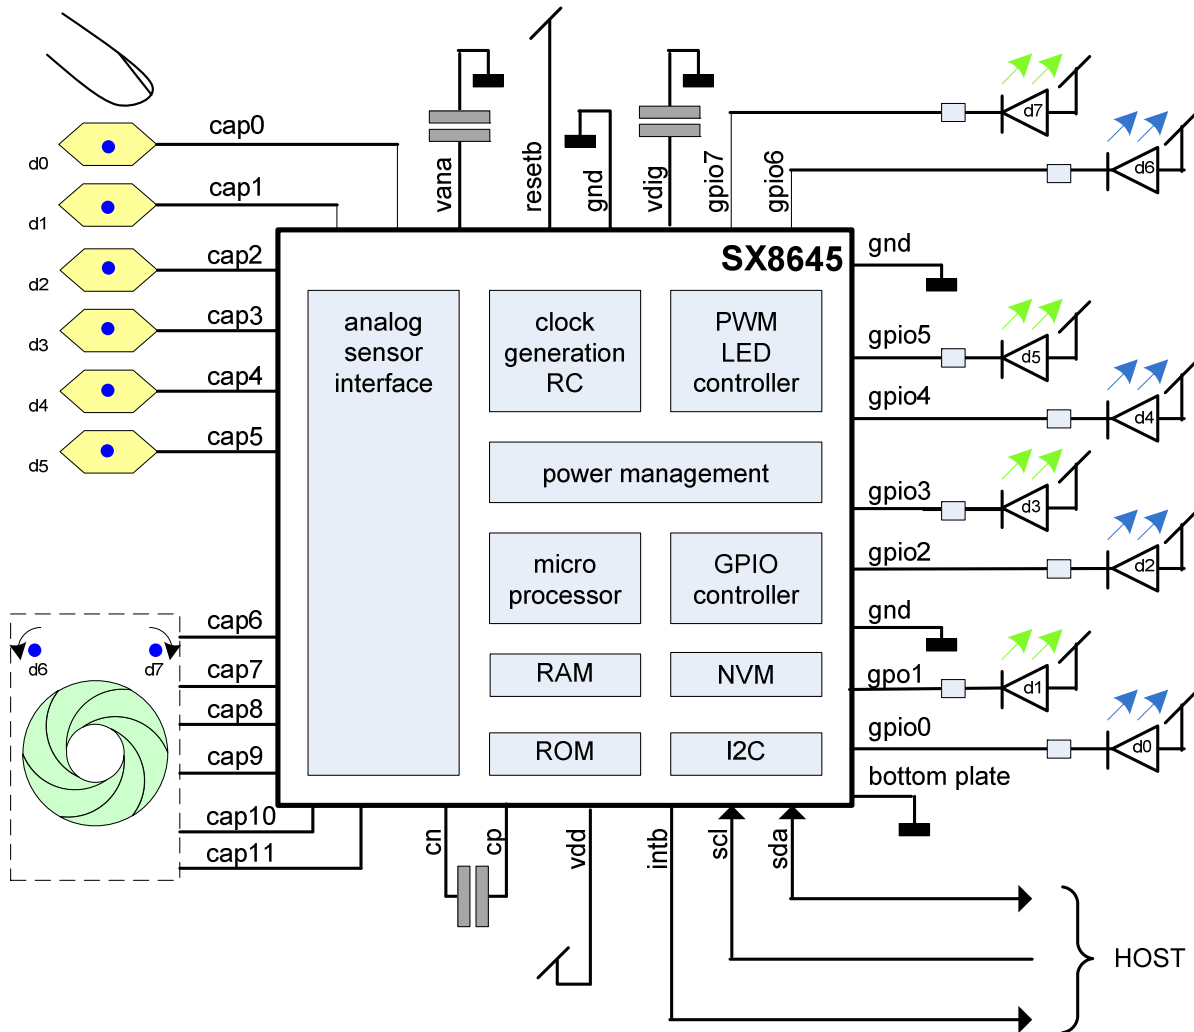 cap0
d0
cap1
d1
cap2
d2
cap3
d3
cap4
d4
cap5
d5
vana
resetb
gnd
vdig
gpio7
gpio6
d7
d6
SX8645
analog
sensor
interface
clock
generation
RC
PWM
LED
controller
power management
micro
processor
GPIO
controller
RAM
NVM
ROM
I2C
gnd
gpio5
d5
gpio4
d4
gpio3
d3
gpio2
d2
gnd
gpo1
d1
gpio0
d0
bottom plate
cap6
d6
d7
cap7
cap8
cap9
cap10
cap11
cn
cp
vdd
intb
scl
sda
HOST